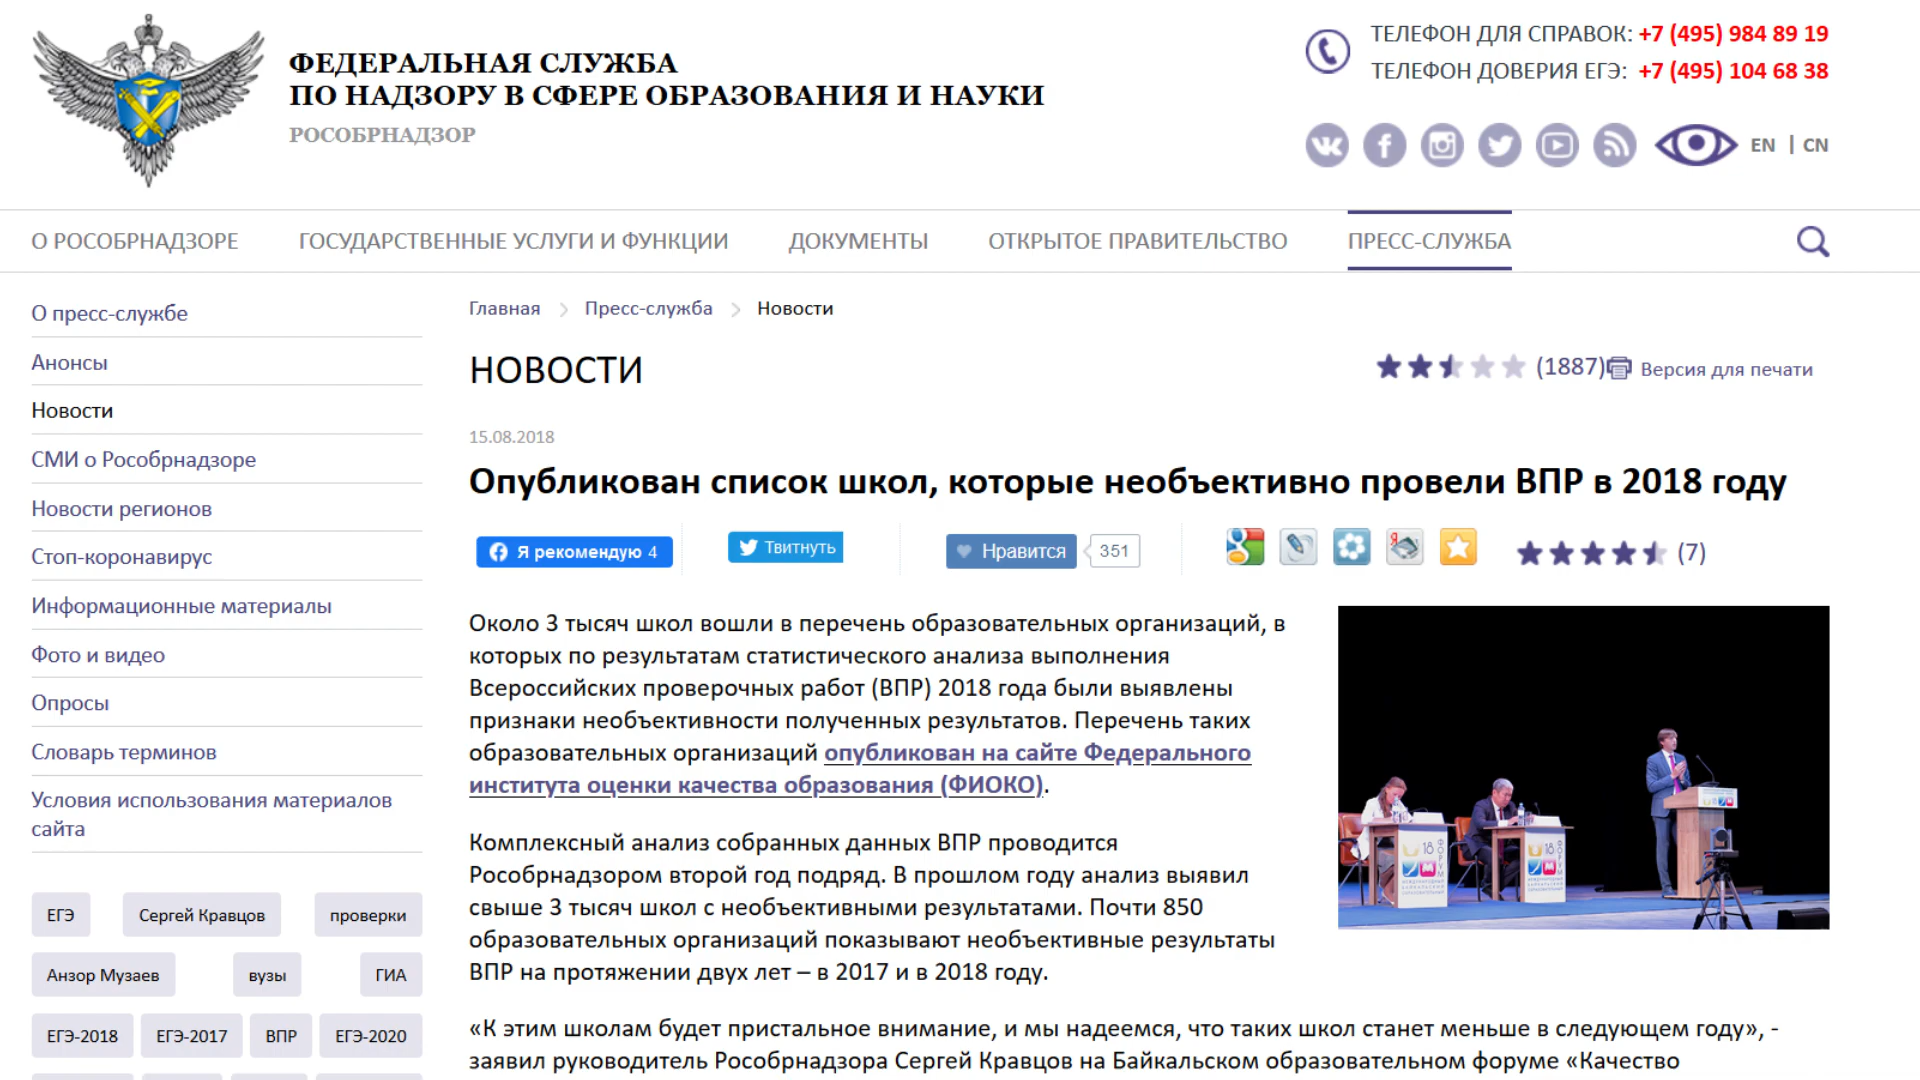 ФЕДЕРАЛЬНАЯ СЛУЖБА
ПО НАДЗОРУ В СФЕРЕ ОБРАЗОВАНИЯ И НАУКИ
РОСОБРНАДЗОР
ТЕЛЕФОН ДЛЯ СПРАВОК: +7 (495) 984 89 19
ТЕЛЕФОН ДОВЕРИЯ ЕГЭ: +7 (495) 104 68 38
EN | CN
О РОСОБРНАДЗОРЕ ГОСУДАРСТВЕННЫЕ УСЛУГИ И ФУНКЦИИ ДОКУМЕНТЫ ОТКРЫТОЕ ПРАВИТЕЛЬСТВО ПРЕСС-СЛУЖБА
О пресс-службе
Анонсы
Новости
СМИ о Рособрнадзоре
Новости регионов
Стоп-коронавирус
Информационные материалы
Фото и видео
Опросы
Словарь терминов
Условия использования материалов
сайта
ЕГЭ Сергей Кравцов проверки
Анзор Музаев вузы ГИА
ЕГЭ-2018 ЕГЭ-2017 ВПР ЕГЭ-2020
Главная Пресс-служба Новости
НОВОСТИ
(1887) Версия для печати
15.08.2018
Опубликован список школ, которые необъективно провели ВПР в 2018 году
Я рекомендую 4 Твитнуть Нравится 351 (7)
Около 3 тысяч школ вошли в перечень образовательных организаций, в
которых по результатам статистического анализа выполнения
Всероссийских проверочных работ (ВПР) 2018 года были выявлены
признаки необъективности полученных результатов. Перечень таких
образовательных организаций опубликован на сайте Федерального
института оценки качества образования (ФИОКО).
Комплексный анализ собранных данных ВПР проводится
Рособрнадзором второй год подряд. В прошлом году анализ выявил
свыше 3 тысяч школ с необъективными результатами. Почти 850
образовательных организаций показывают необъективные результаты
ВПР на протяжении двух лет – в 2017 и в 2018 году.
«К этим школам будет пристальное внимание, и мы надеемся, что таких школ станет меньше в следующем году», -
заявил руководитель Рособрнадзора Сергей Кравцов на Байкальском образовательном форуме «Качество